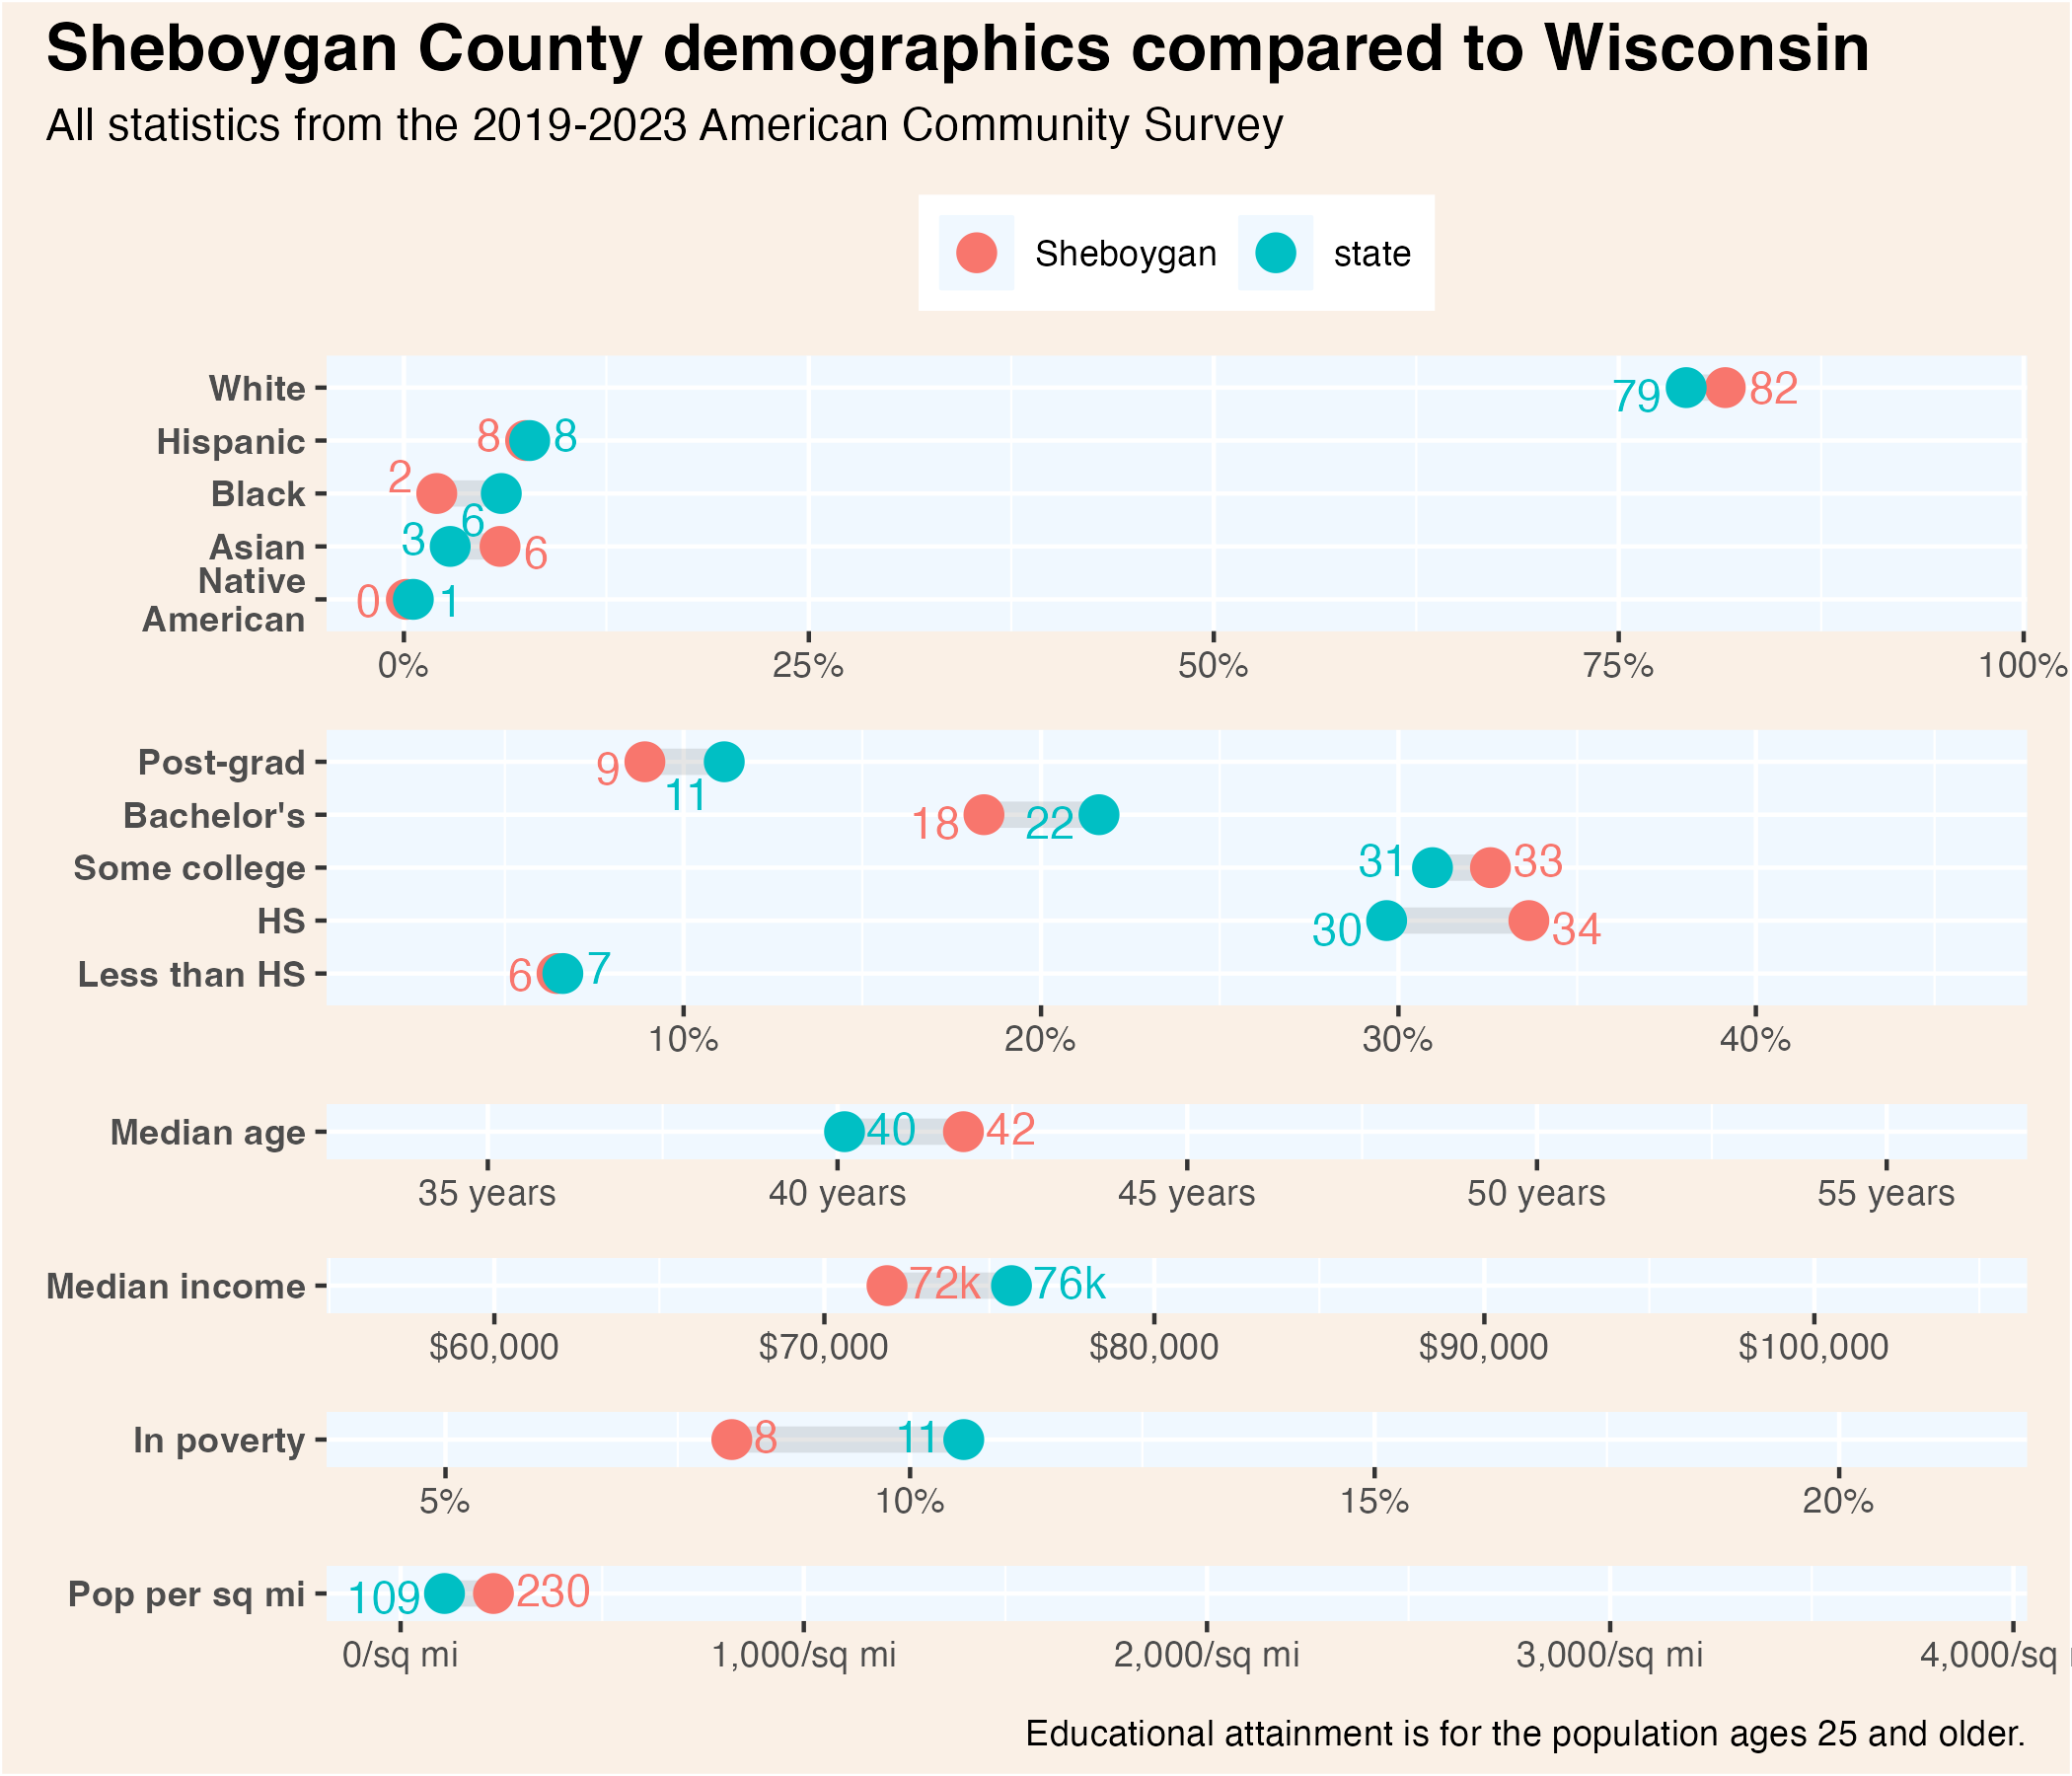 Sheboygan County demographics compared to Wisconsin
All statistics from the 2019-2023 American Community Survey
Sheboygan state
White 79 82
Hispanic 8 8
Black 2 6
Asian 3 6
Native
American 0 1
0% 25% 50% 75% 100%
Post-grad 9 11
Bachelor's 18 22
Some college 31 33
HS 30 34
Less than HS 6 7
10% 20% 30% 40%
Median age 40 42
35 years 40 years 45 years 50 years 55 years
Median income 72k 76k
$60,000 $70,000 $80,000 $90,000 $100,000
In poverty 8 11
5% 10% 15% 20%
Pop per sq mi 109 230
0/sq mi 1,000/sq mi 2,000/sq mi 3,000/sq mi 4,000/sq
Educational attainment is for the population ages 25 and older.